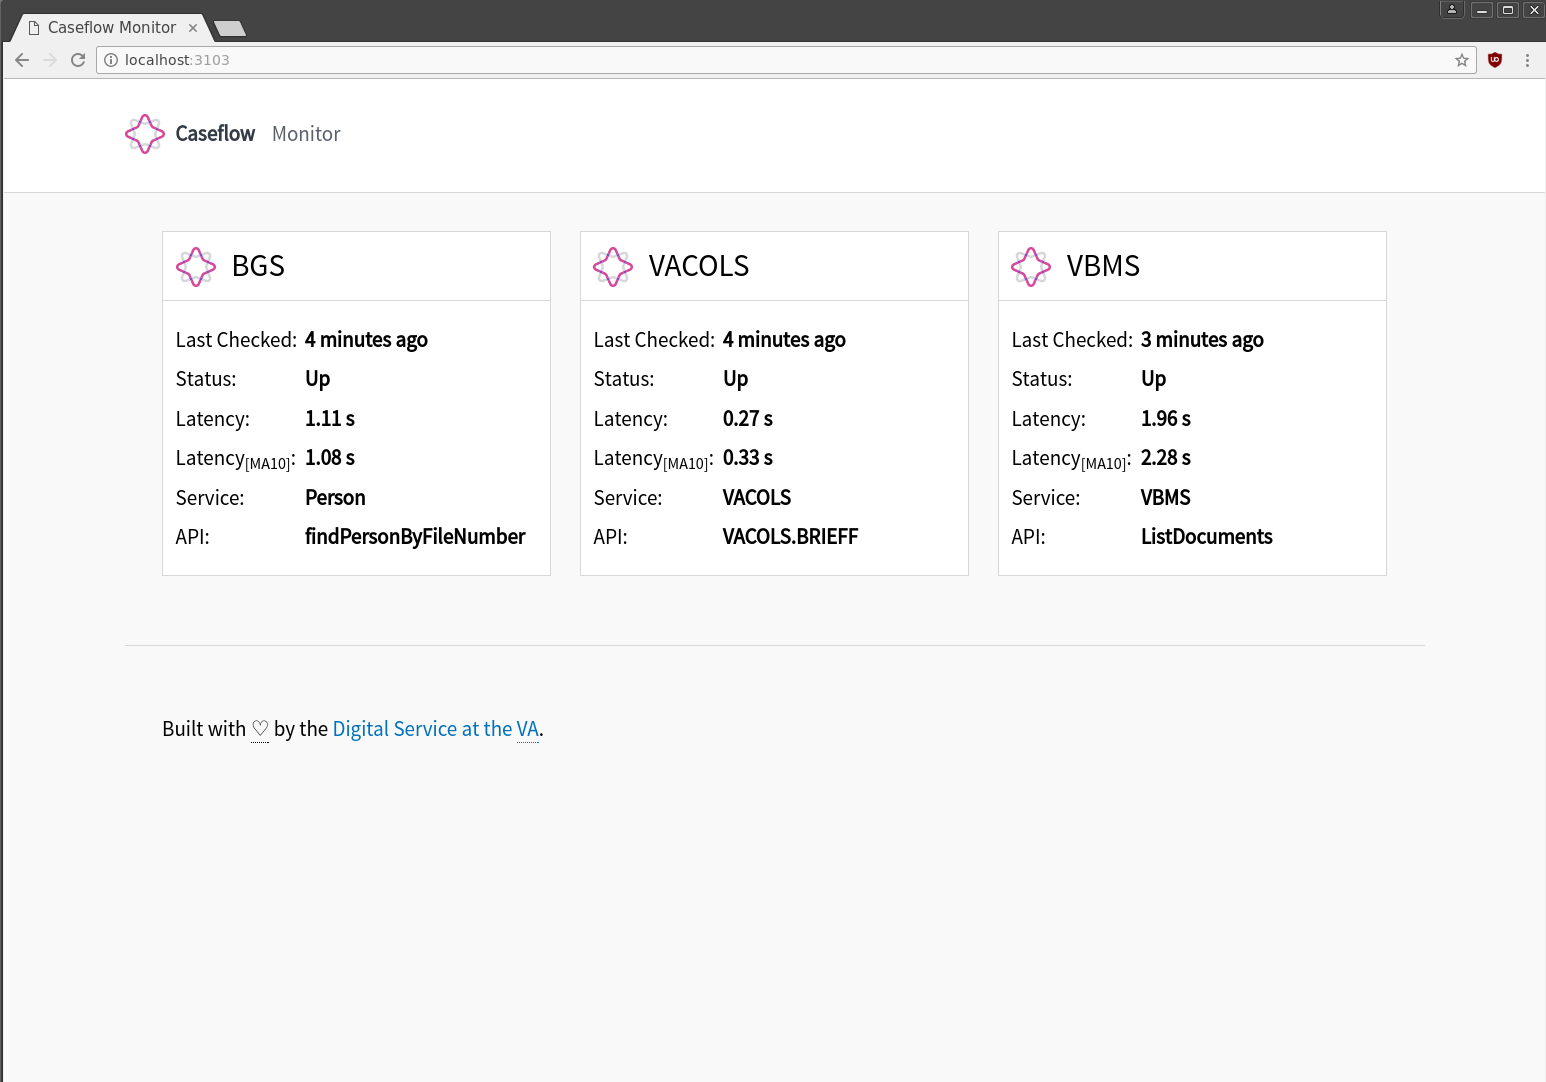 Caseflow Monitor
localhost:3103
Caseflow Monitor
BGS
Last Checked: 4 minutes ago
Status: Up
Latency: 1.11 s
Latency[MA10]: 1.08 s
Service: Person
API: findPersonByFileNumber
VACOLS
Last Checked: 4 minutes ago
Status: Up
Latency: 0.27 s
Latency[MA10]: 0.33 s
Service: VACOLS
API: VACOLS.BRIEFF
VBMS
Last Checked: 3 minutes ago
Status: Up
Latency: 1.96 s
Latency[MA10]: 2.28 s
Service: VBMS
API: ListDocuments
Built with ♡ by the Digital Service at the VA.